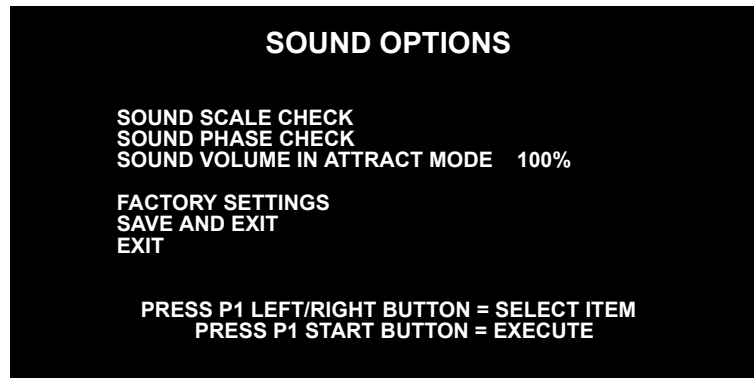 SOUND OPTIONS
SOUND SCALE CHECK
SOUND PHASE CHECK
SOUND VOLUME IN ATTRACT MODE 100%
FACTORY SETTINGS
SAVE AND EXIT
EXIT
PRESS P1 LEFT/RIGHT BUTTON = SELECT ITEM
PRESS P1 START BUTTON = EXECUTE